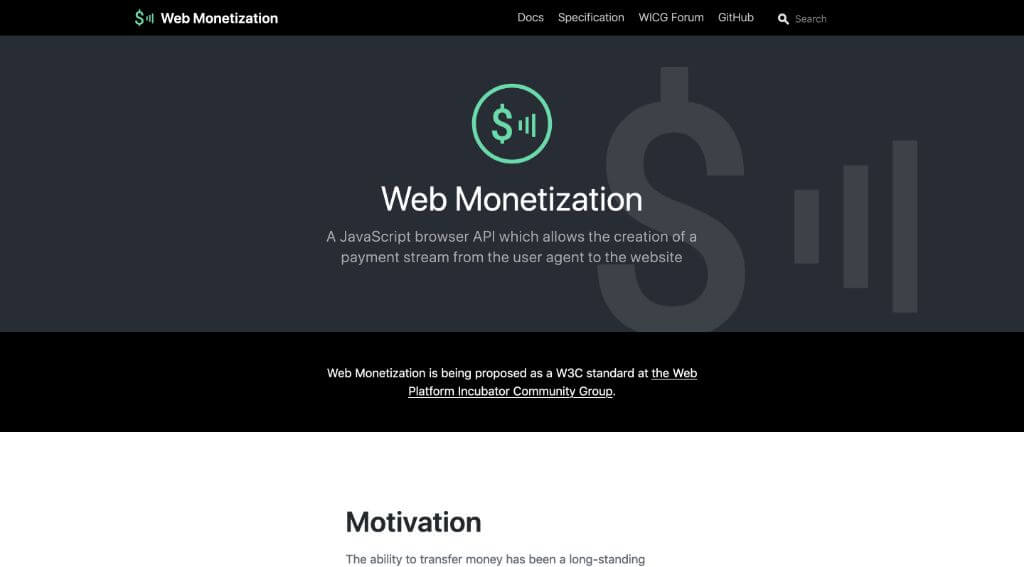 Web Monetization
Docs Specification WICG Forum GitHub Search
Web Monetization
A JavaScript browser API which allows the creation of a
payment stream from the user agent to the website
Web Monetization is being proposed as a W3C standard at the Web
Platform Incubator Community Group.
Motivation
The ability to transfer money has been a long-standing